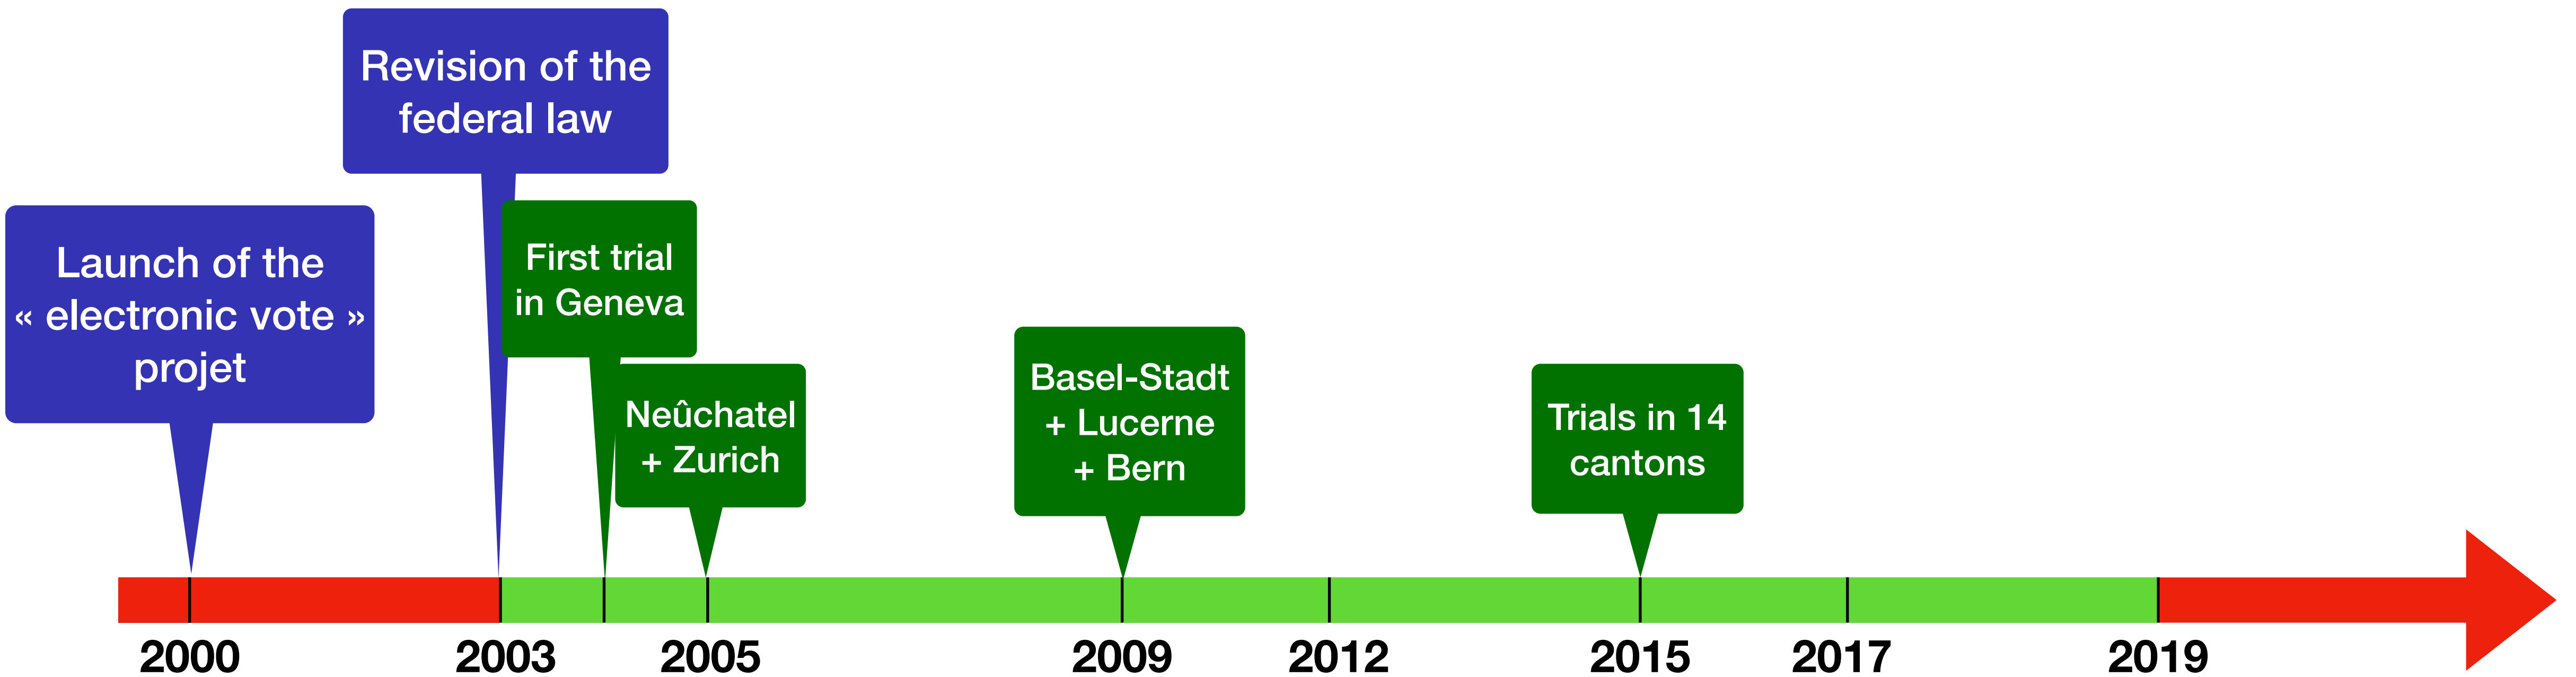 Revision of the
federal law
Launch of the
« electronic vote »
projet
First trial
in Geneva
Neûchatel
+ Zurich
Basel-Stadt
+ Lucerne
+ Bern
Trials in 14
cantons
2000 2003 2005 2009 2012 2015 2017 2019